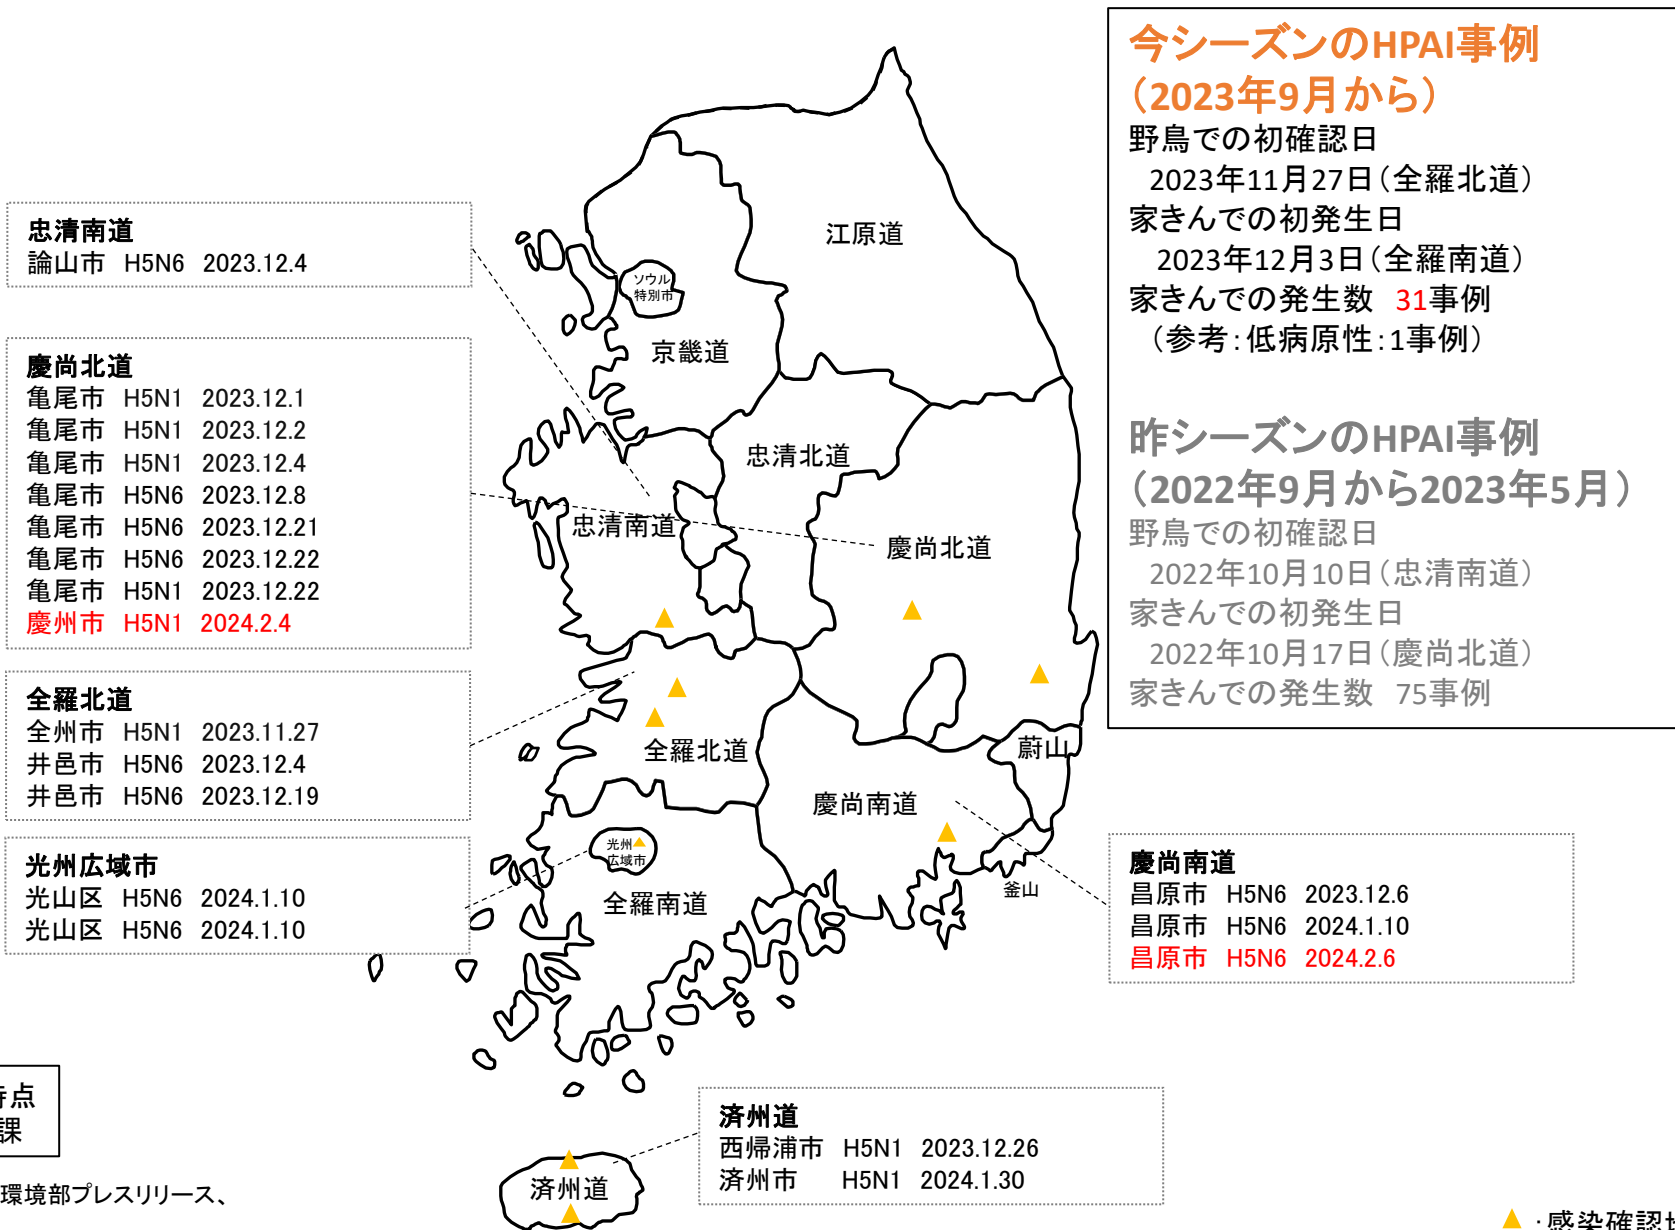 今シーズンのHPAI事例
（2023年9月から）
野鳥での初確認日
2023年11月27日（全羅北道）
家きんでの初発生日
2023年12月3日（全羅南道）
家きんでの発生数 31事例
（参考：低病原性：1事例）
昨シーズンのHPAI事例
（2022年9月から2023年5月）
野鳥での初確認日
2022年10月10日（忠清南道）
家きんでの初発生日
2022年10月17日（慶尚北道）
家きんでの発生数 75事例
忠清南道
論山市 H5N6 2023.12.4
慶尚北道
亀尾市 H5N1 2023.12.1
亀尾市 H5N1 2023.12.2
亀尾市 H5N1 2023.12.4
亀尾市 H5N6 2023.12.8
亀尾市 H5N6 2023.12.21
亀尾市 H5N6 2023.12.22
亀尾市 H5N1 2023.12.22
慶州市 H5N1 2024.2.4
全羅北道
全州市 H5N1 2023.11.27
井邑市 H5N6 2023.12.4
井邑市 H5N6 2023.12.19
光州広域市
光山区 H5N6 2024.1.10
光山区 H5N6 2024.1.10
江原道
ソウル
特別市
京畿道
忠清北道
忠清南道
慶尚北道
全羅北道
蔚山
慶尚南道
光州
広域市
釜山
全羅南道
済州道
慶尚南道
昌原市 H5N6 2023.12.6
昌原市 H5N6 2024.1.10
昌原市 H5N6 2024.2.6
済州道
西帰浦市 H5N1 2023.12.26
済州市 H5N1 2024.1.30
時点
課
環境部プレスリリース、
：感染確認地